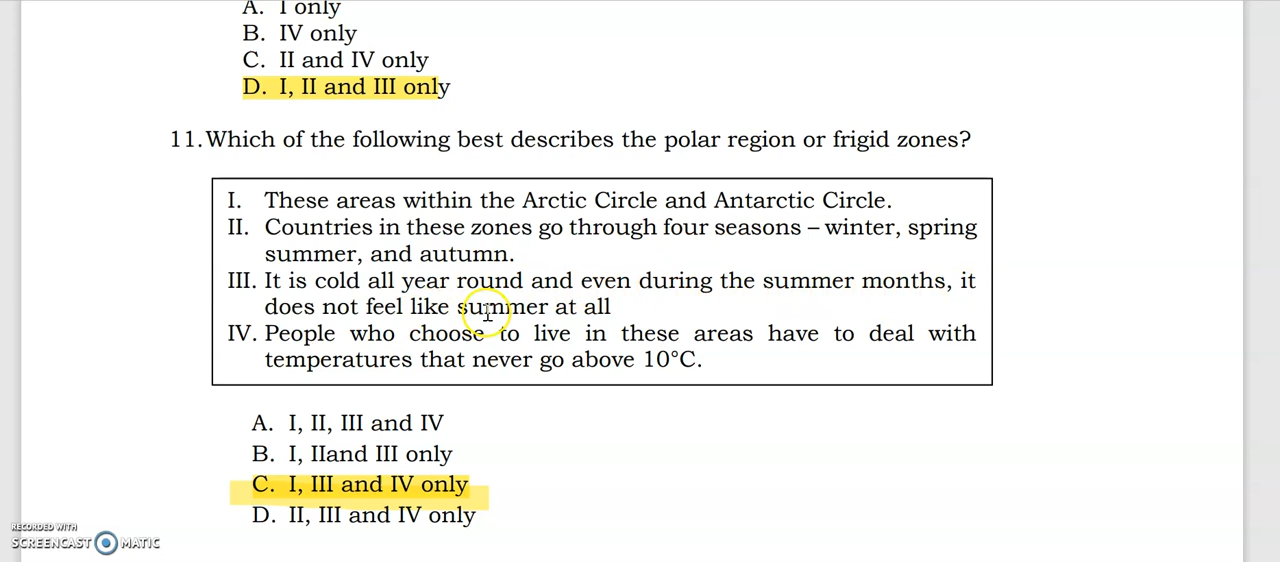 A. I only
B. IV only
C. II and IV only
D. I, II and III only
11. Which of the following best describes the polar region or frigid zones?
I. These areas within the Arctic Circle and Antarctic Circle.
II. Countries in these zones go through four seasons – winter, spring
summer, and autumn.
III. It is cold all year round and even during the summer months, it
does not feel like summer at all
IV. People who choose to live in these areas have to deal with
temperatures that never go above 10°C.
A. I, II, III and IV
B. I, IIand III only
C. I, III and IV only
D. II, III and IV only
RECORDED WITH
SCREENCAST MATIC